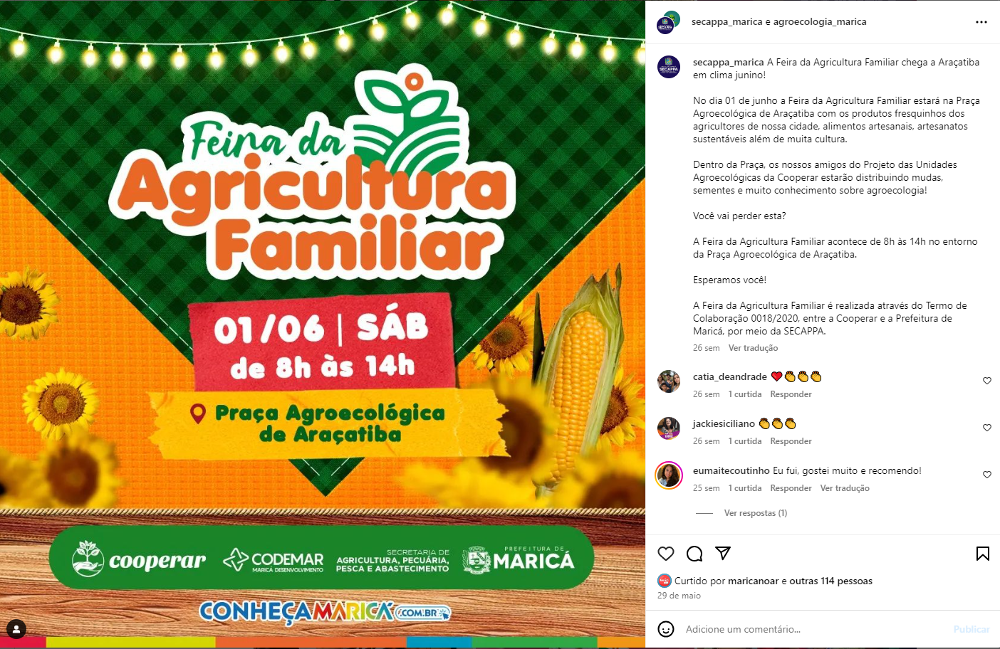 Feira da
Agricultura
Familiar
01/06 | SÁB
de 8h às 14h
Praça Agroecológica
de Araçatiba
cooperar
CODEMAR
MARICÁ DESENVOLVIMENTO
SECRETARIA DE
AGRICULTURA, PECUÁRIA,
PESCA E ABASTECIMENTO
PREFEITURA DE
MARICÁ
CONHEÇAMARICÁ.COM.BR
secappa_marica e agroecologia_marica
secappa_marica A Feira da Agricultura Familiar chega a Araçatiba
em clima junino!
No dia 01 de junho a Feira da Agricultura Familiar estará na Praça
Agroecológica de Araçatiba com os produtos fresquinhos dos
agricultores de nossa cidade, alimentos artesanais, artesanatos
sustentáveis além de muita cultura.
Dentro da Praça, os nossos amigos do Projeto das Unidades
Agroecológicas da Cooperar estarão distribuindo mudas,
sementes e muito conhecimento sobre agroecologia!
Você vai perder esta?
A Feira da Agricultura Familiar acontece de 8h às 14h no entorno
da Praça Agroecológica de Araçatiba.
Esperamos você!
A Feira da Agricultura Familiar é realizada através do Termo de
Colaboração 0018/2020, entre a Cooperar e a Prefeitura de
Maricá, por meio da SECAPPA.
26 sem Ver tradução
catia_deandrade ❤️👏👏👏
26 sem 1 curtida Responder
jackiesiciliano 👏👏👏
26 sem 1 curtida Responder
eumaitecoutinho Eu fui, gostei muito e recomendo!
25 sem 1 curtida Responder Ver tradução
Ver respostas (1)
Curtido por maricanoar e outras 114 pessoas
29 de maio
Adicione um comentário...
Publicar